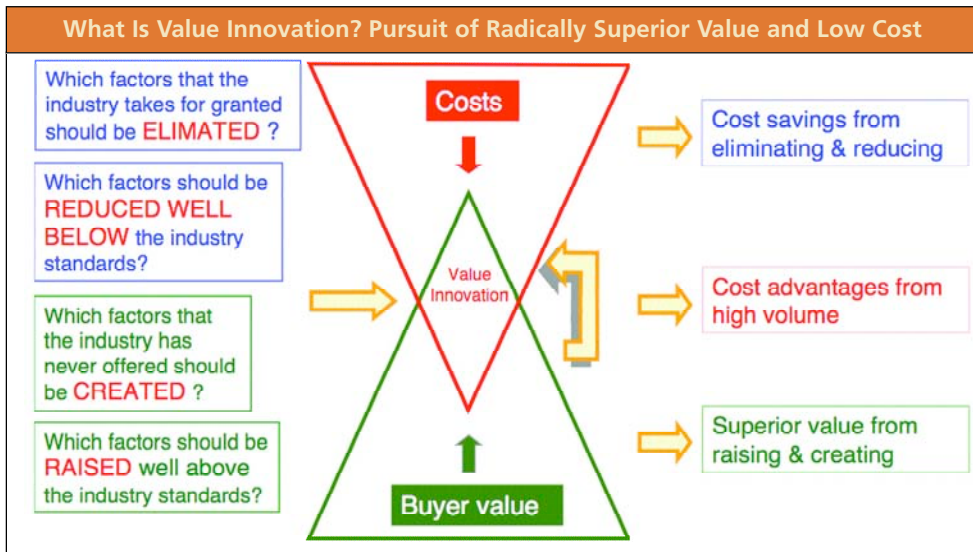 What Is Value Innovation? Pursuit of Radically Superior Value and Low Cost
Which factors that the
industry takes for granted
should be ELIMATED ?
Which factors should be
REDUCED WELL
BELOW the industry
standards?
Which factors that
the industry has
never offered should
be CREATED ?
Which factors should be
RAISED well above
the industry standards?
Costs
Value
Innovation
Buyer value
Cost savings from
eliminating & reducing
Cost advantages from
high volume
Superior value from
raising & creating